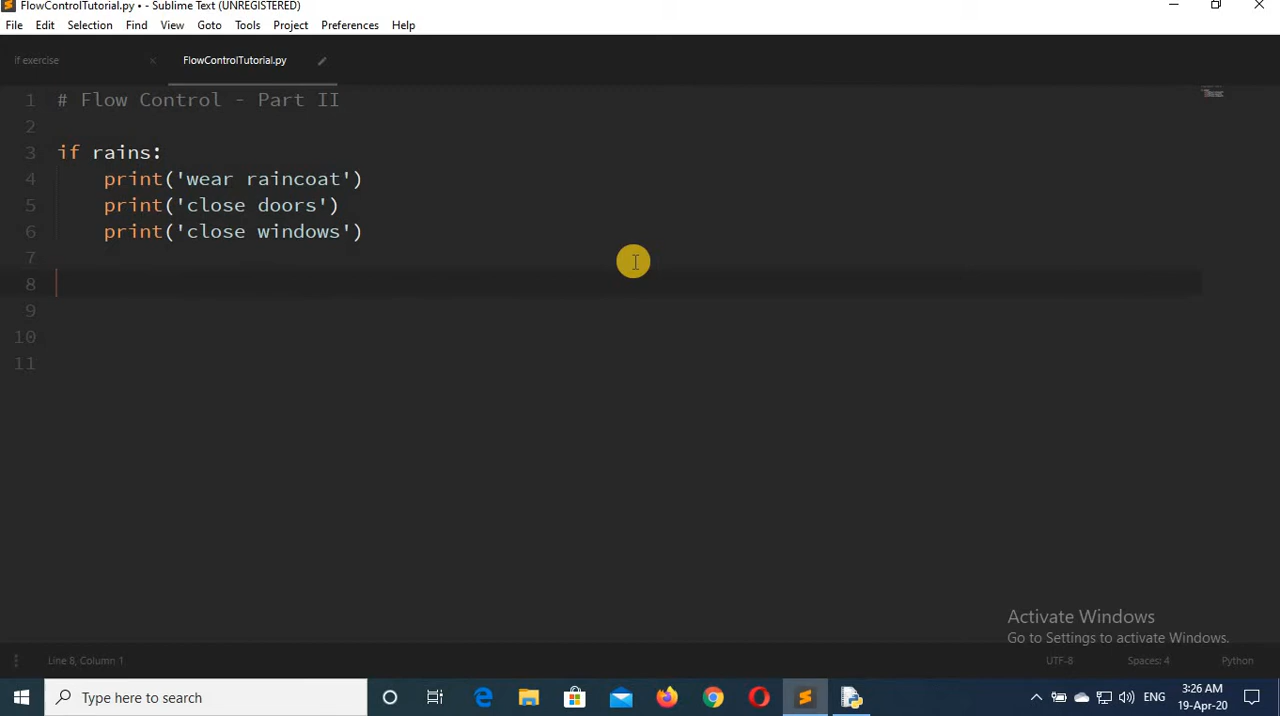 FlowControlTutorial.py • - Sublime Text (UNREGISTERED)
File Edit Selection Find View Goto Tools Project Preferences Help
if exercise × FlowControlTutorial.py
1 # Flow Control - Part II
2
3 if rains:
4     print('wear raincoat')
5     print('close doors')
6     print('close windows')
7
8
9
10
11
Activate Windows
Go to Settings to activate Windows.
Line 8, Column 1 UTF-8 Spaces: 4 Python
Type here to search ENG 3:26 AM
19-Apr-20